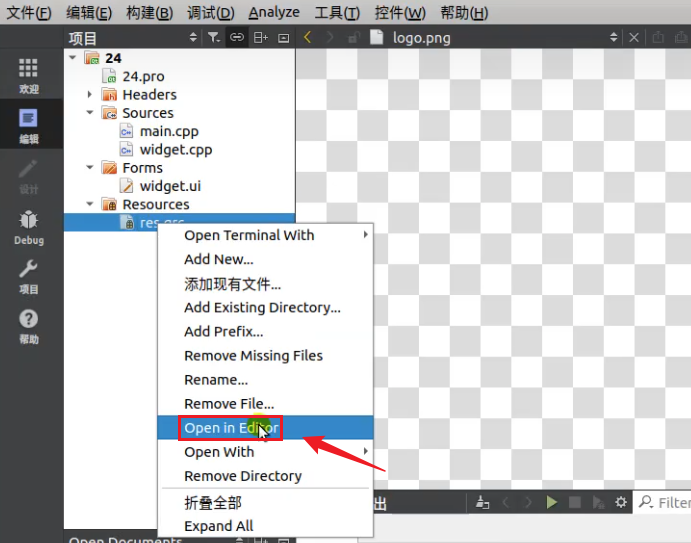 文件(F) 编辑(E) 构建(B) 调试(D) Analyze 工具(T) 控件(W) 帮助(H)
项目
logo.png
欢迎
编辑
设计
Debug
项目
帮助
24
24.pro
Headers
Sources
main.cpp
widget.cpp
Forms
widget.ui
Resources
res.qrc
Open Terminal With
Add New...
添加现有文件...
Add Existing Directory...
Add Prefix...
Remove Missing Files
Rename...
Remove File...
Open in Editor
Open With
Remove Directory
折叠全部
Expand All
出
Filter
Open Documents